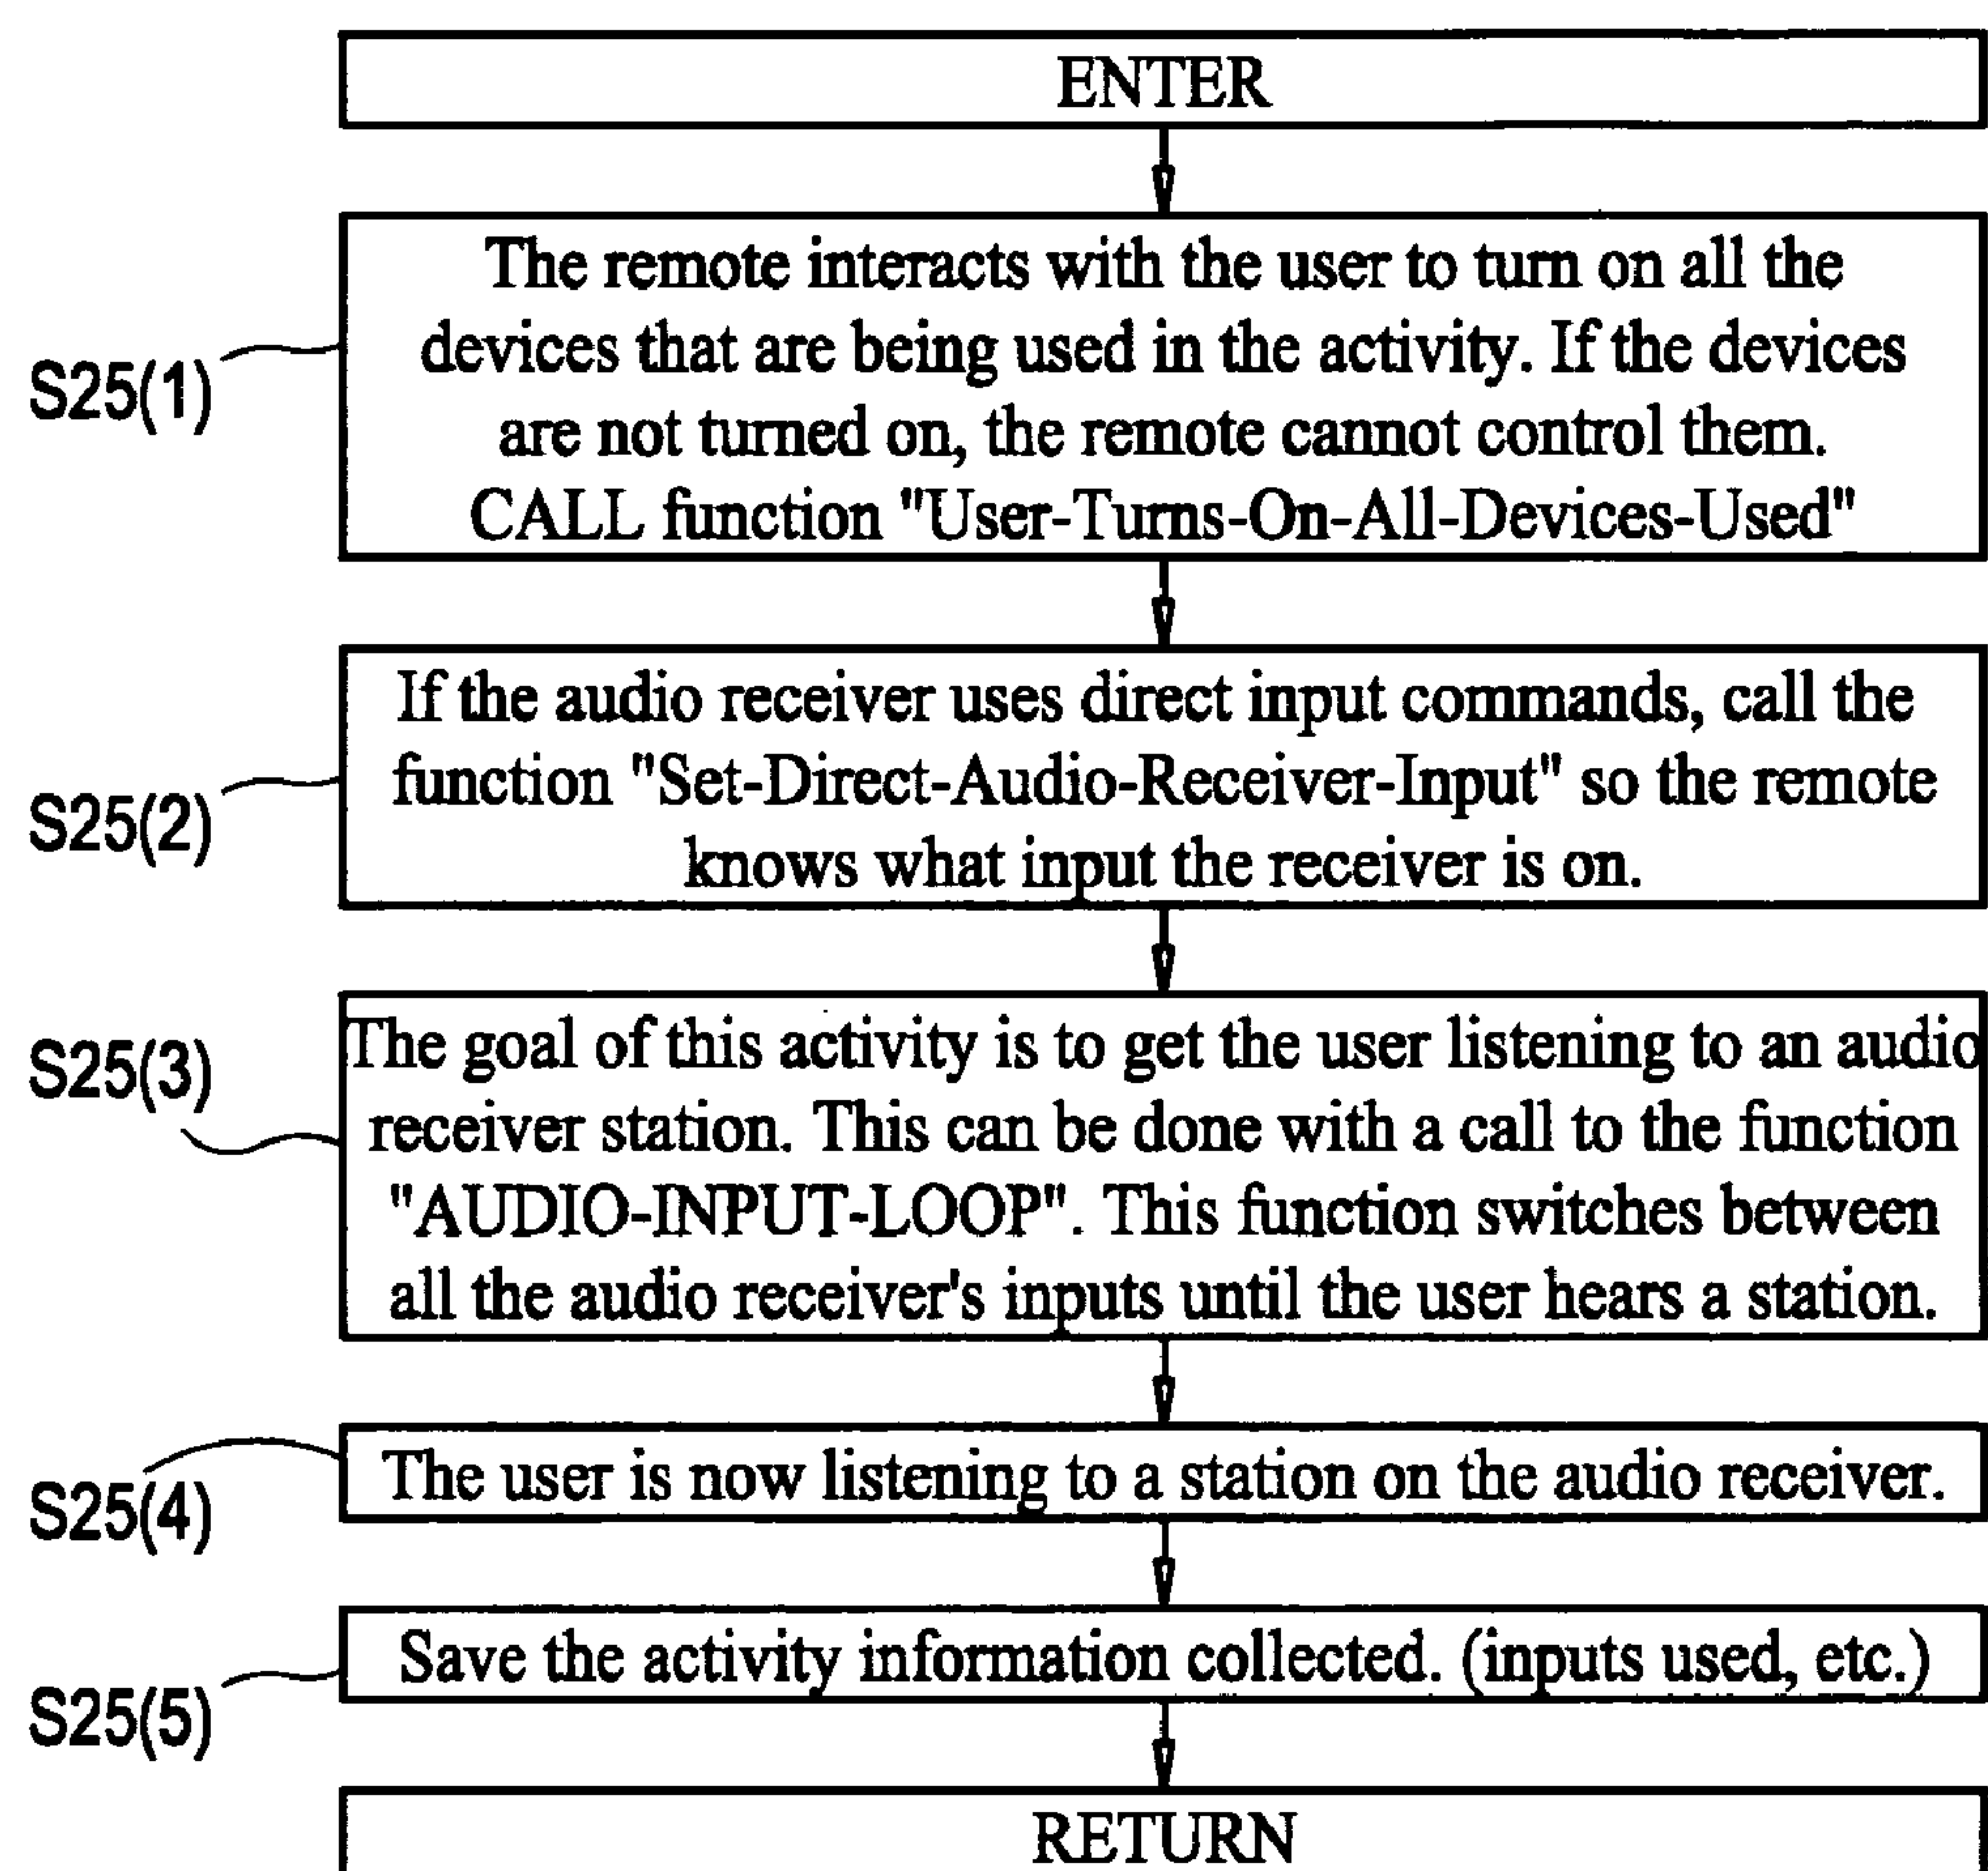 ENTER
S25(1)
The remote interacts with the user to turn on all the
devices that are being used in the activity. If the devices
are not turned on, the remote cannot control them.
CALL function "User-Turns-On-All-Devices-Used"
S25(2)
If the audio receiver uses direct input commands, call the
function "Set-Direct-Audio-Receiver-Input" so the remote
knows what input the receiver is on.
S25(3)
The goal of this activity is to get the user listening to an audio
receiver station. This can be done with a call to the function
"AUDIO-INPUT-LOOP". This function switches between
all the audio receiver's inputs until the user hears a station.
S25(4)
The user is now listening to a station on the audio receiver.
S25(5)
Save the activity information collected. (inputs used, etc.)
RETURN